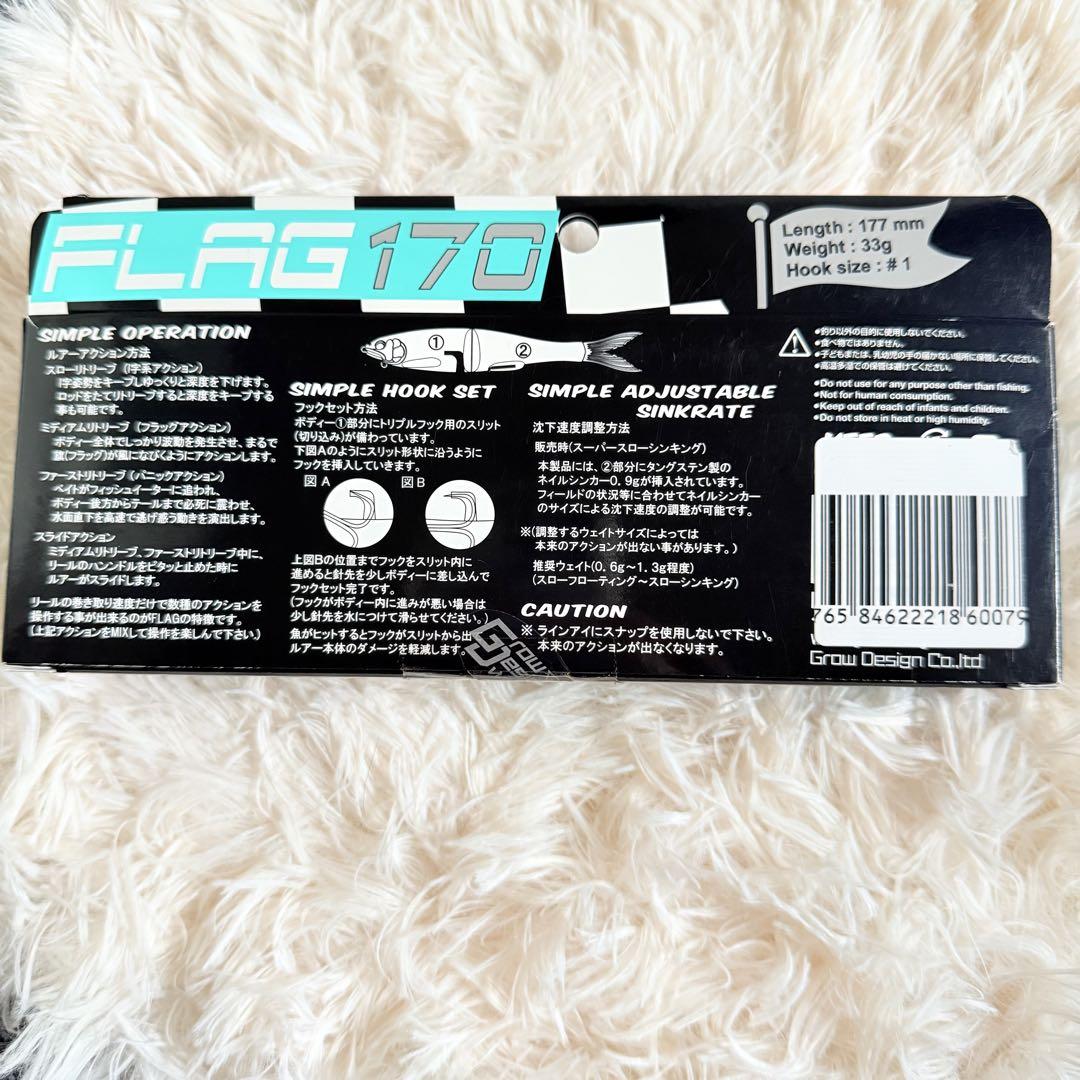 FLAG170
Length : 177 mm
Weight : 33g
Hook size : #1
SIMPLE OPERATION
ルアーアクション方法
スローリトリーブ(I字系アクション)
I字姿勢をキープしゆっくりと深度を下げます。
ロッドをたてリトリーブすると深度をキープする
事も可能です。
ミディアムリトリーブ(フラッグアクション)
ボディー全体でしっかり波動を発生させ、まるで
旗(フラッグ)が風になびくようにアクションします。
ファーストリトリーブ(パニックアクション)
ベイトがフィッシュイーターに追われ、
ボディー後方からテールまで必死に震わせ、
水面直下を高速で逃げ惑う動きを演出します。
スライドアクション
ミディアムリトリーブ、ファーストリトリーブ中に、
リールのハンドルをピタッと止めた時に
ルアーがスライドします。
リールの巻き取り速度だけで数種のアクションを
操作する事が出来るのがFLAGの特徴です。
(上記アクションをMIXして操作を楽しんで下さい)
① ②
SIMPLE HOOK SET
フックセット方法
ボディー①部分にトリプルフック用のスリット
(切り込み)が備わっています。
下図Aのようにスリット形状に沿うように
フックを挿入していきます。
図A 図B
上図Bの位置までフックをスリット内に
進めると針先を少しボディーに差し込んで
フックセット完了です。
(フックがボディー内に進みが悪い場合は
少し針先を水につけて滑らせてください。)
魚がヒットするとフックがスリットから出
ルアー本体のダメージを軽減します。
SIMPLE ADJUSTABLE
SINKRATE
沈下速度調整方法
販売時(スーパースローシンキング)
本製品には、②部分にタングステン製の
ネイルシンカー0.9gが挿入されています。
フィールドの状況等に合わせてネイルシンカー
のサイズによる沈下速度の調整が可能です。
※(調整するウェイトサイズによっては
本来のアクションが出ない事があります。)
推奨ウェイト(0.6g~1.3g程度)
(スローフローティング~スローシンキング)
CAUTION
※ ラインアイにスナップを使用しないで下さい。
本来のアクションが出なくなります。
●釣り以外の目的に使用しないでください。
●食べ物ではありません。
●子どもまたは、乳幼児の手の届かない場所に保管してください。
●高温多湿での保管は避けてください。
●Do not use for any purpose other than fishing.
●Not for human consumption.
●Keep out of reach of infants and children.
●Do not store in heat or high humidity.
765 84622218 60079
Grow Design Co.ltd
Grow